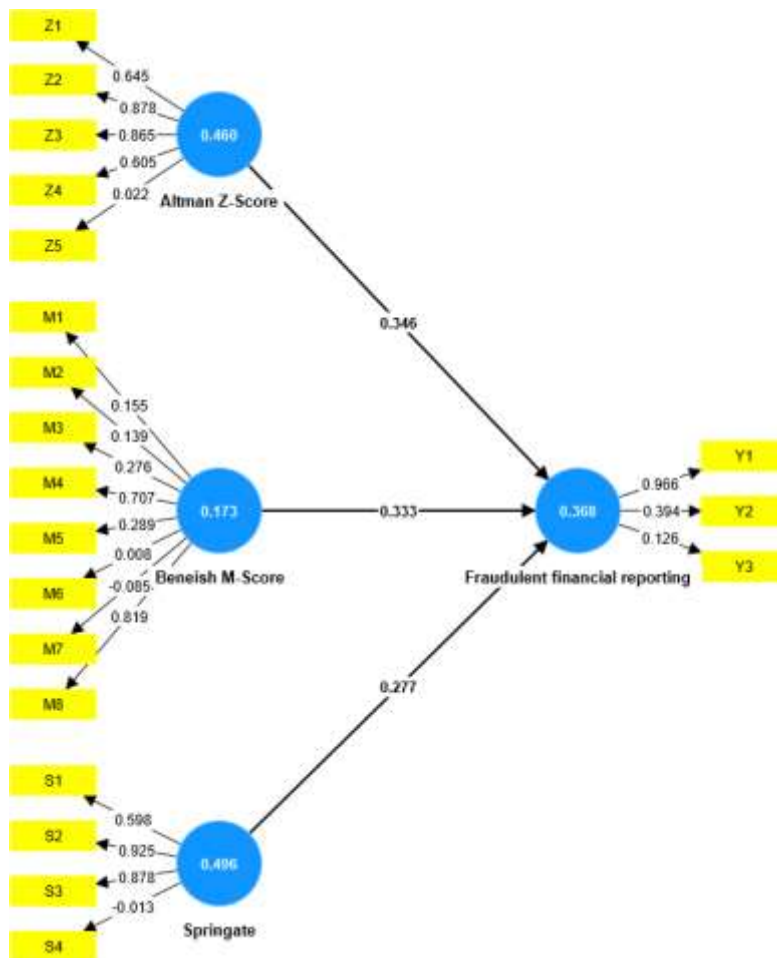 Z1
0.645
Z2
0.878
Z3
0.865
0.460
Z4
0.605
0.022
Altman Z-Score
Z5
M1
0.346
M2
0.155
M3
0.139
0.276
Y1
M4
0.707
0.966
M5
0.289
0.173
0.333
0.368
0.394
Y2
0.008
0.126
M6
-0.085
Beneish M-Score
Fraudulent financial reporting
Y3
0.819
M7
M8
0.277
S1
0.598
S2
0.925
S3
0.878
0.496
-0.013
Springate
S4